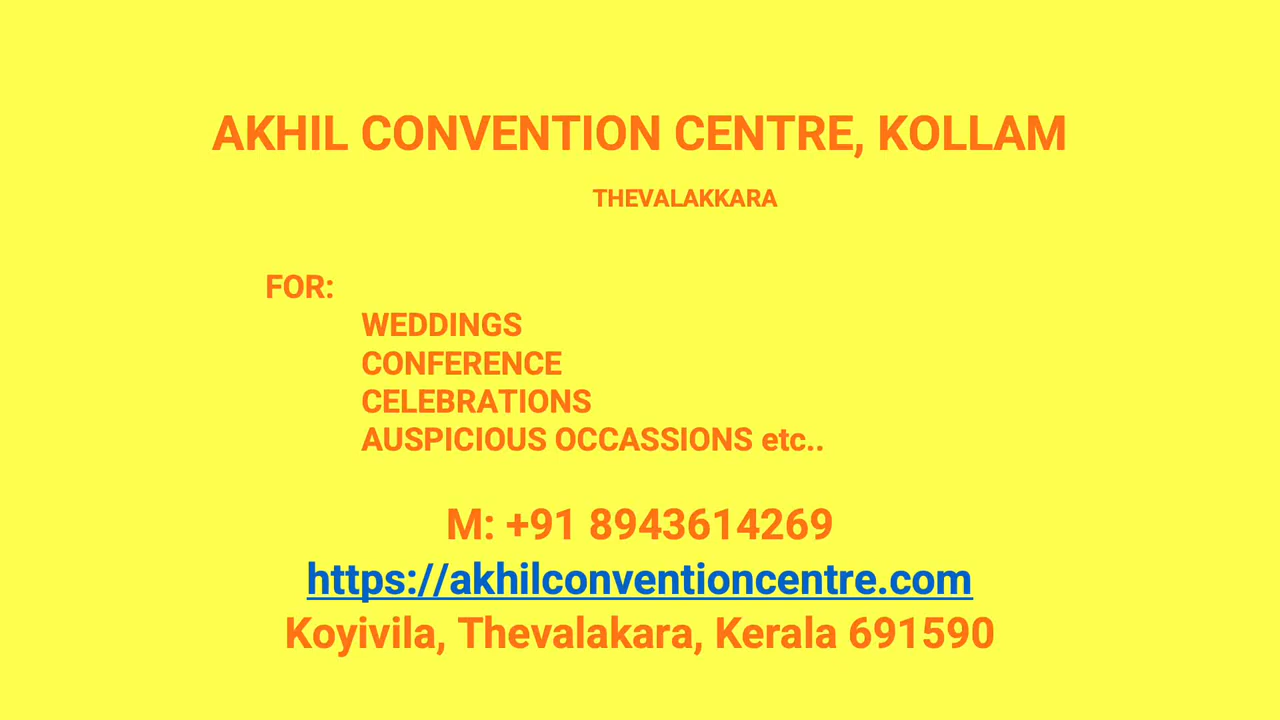 AKHIL CONVENTION CENTRE, KOLLAM
THEVALAKKARA
FOR:
WEDDINGS
CONFERENCE
CELEBRATIONS
AUSPICIOUS OCCASSIONS etc..
M: +91 8943614269
https://akhilconventioncentre.com
Koyivila, Thevalakara, Kerala 691590